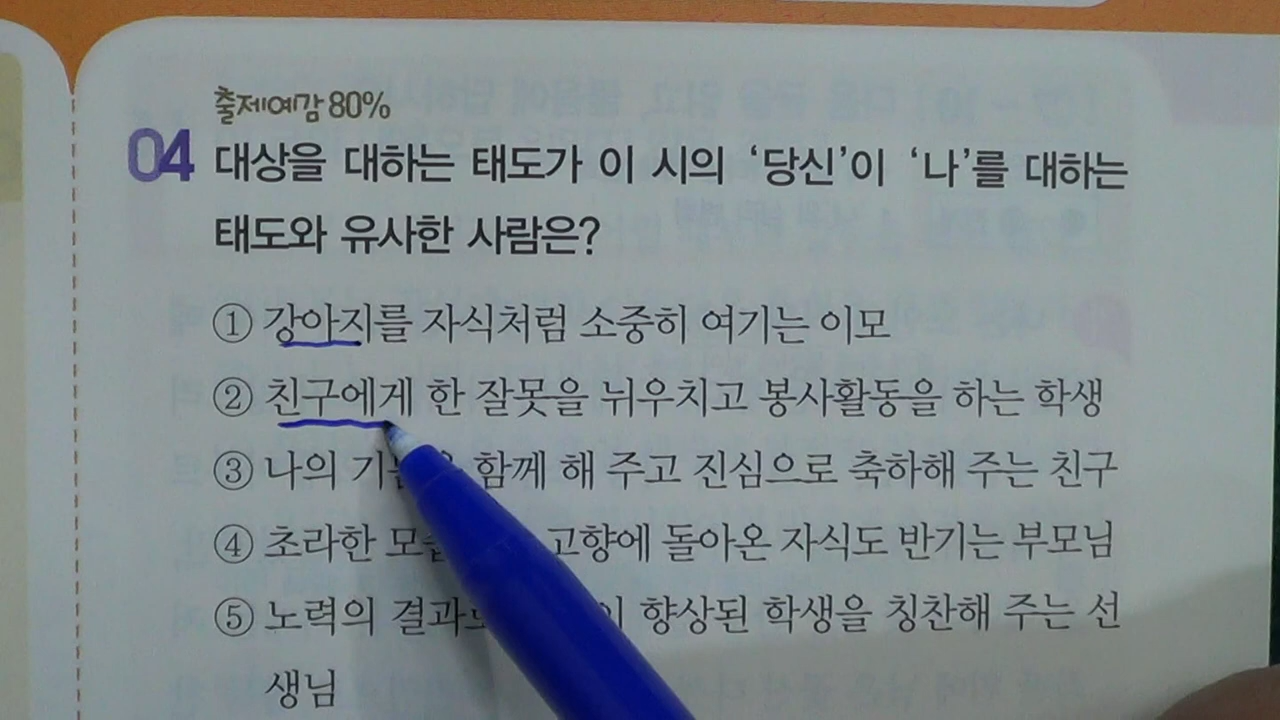 출제예감 80%
04 대상을 대하는 태도가 이 시의 ‘당신’이 ‘나’를 대하는
태도와 유사한 사람은?
① 강아지를 자식처럼 소중히 여기는 이모
② 친구에게 한 잘못을 뉘우치고 봉사활동을 하는 학생
③ 나의 함께 해 주고 진심으로 축하해 주는 친구
④ 초라한 고향에 돌아온 자식도 반기는 부모님
⑤ 노력의 향상된 학생을 칭찬해 주는 선
생님